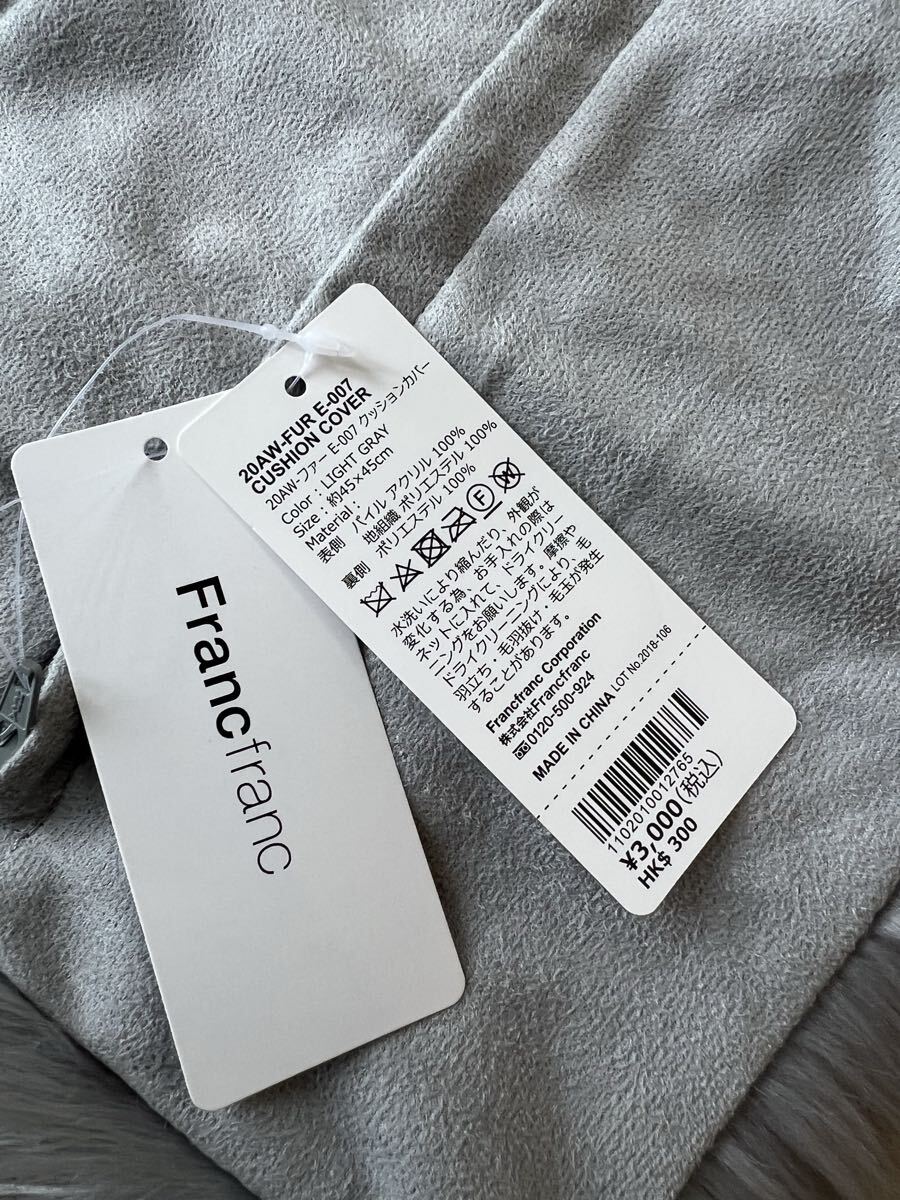 Francfranc
20AW-FUR E-007
CUSHION COVER
20AW-ファー E-007 クッションカバー
Color : LIGHT GRAY
Size : 約45×45cm
Material :
表側 パイル アクリル 100%
地組織 ポリエステル 100%
裏側 ポリエステル 100%
F
W
水洗いにより縮んだり、外観が
変化する為、お手入れの際は
ネットに入れて、ドライクリー
ニングをお願いします。摩擦や
ドライクリーニングにより、毛
羽立ち・毛羽抜け・毛玉が発生
することがあります。
Francfranc Corporation
株式会社Francfranc
0120-500-924
MADE IN CHINA LOT No.2018-106
1102010012765
¥3,000(税込)
HK$ 300